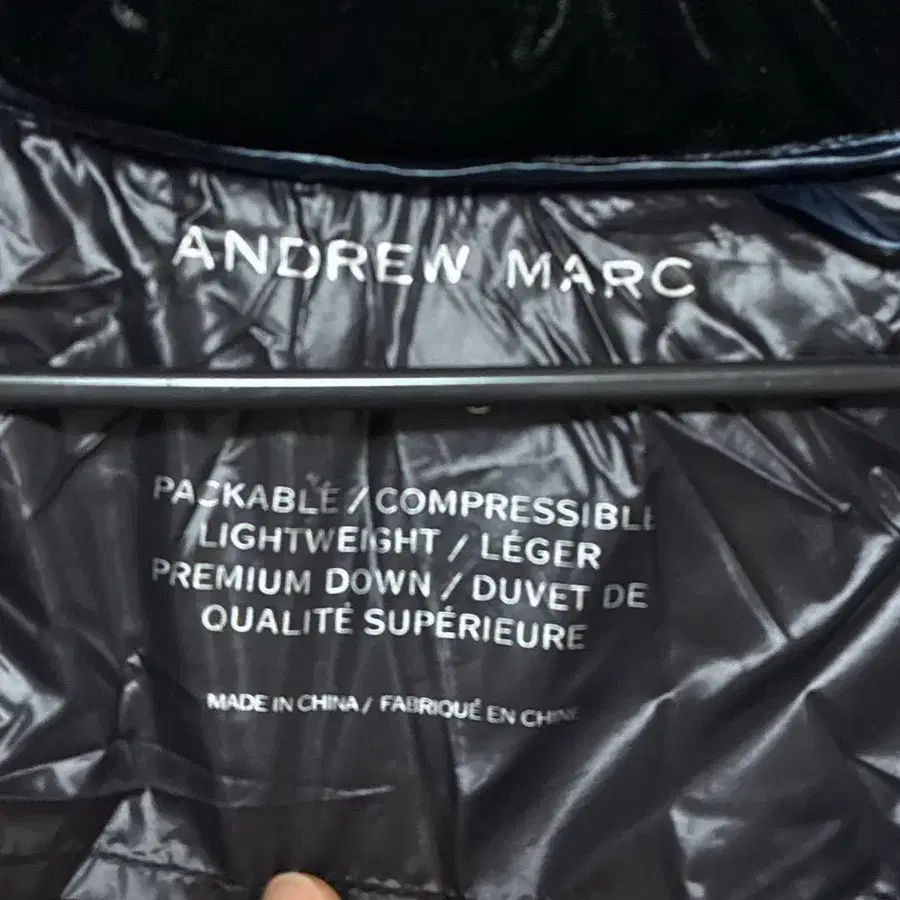 ANDREW MARC
PACKABLE / COMPRESSIBLE
LIGHTWEIGHT / LÉGER
PREMIUM DOWN / DUVET DE
QUALITÉ SUPÉRIEURE
MADE IN CHINA / FABRIQUÉ EN CHINE